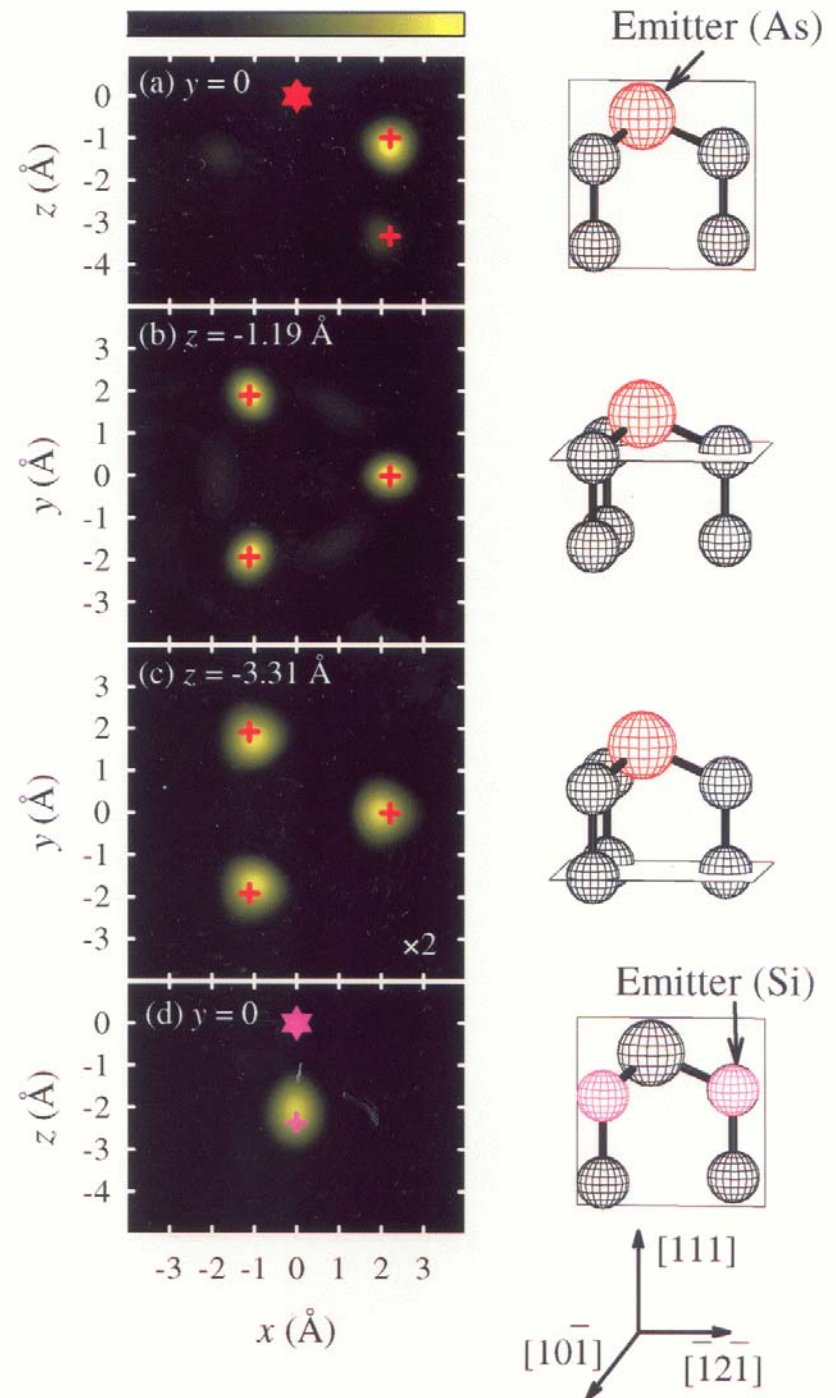 Emitter (As)
(a) y = 0
0
-1
-2
-3
-4
z (Å)
(b) z = -1.19 Å
3
2
1
0
-1
-2
-3
y (Å)
(c) z = -3.31 Å
3
2
1
0
-1
-2
-3
y (Å)
×2
Emitter (Si)
(d) y = 0
0
-1
-2
-3
-4
z (Å)
-3 -2 -1 0 1 2 3
x (Å)
[111]
[101̅]
[1̅21̅]